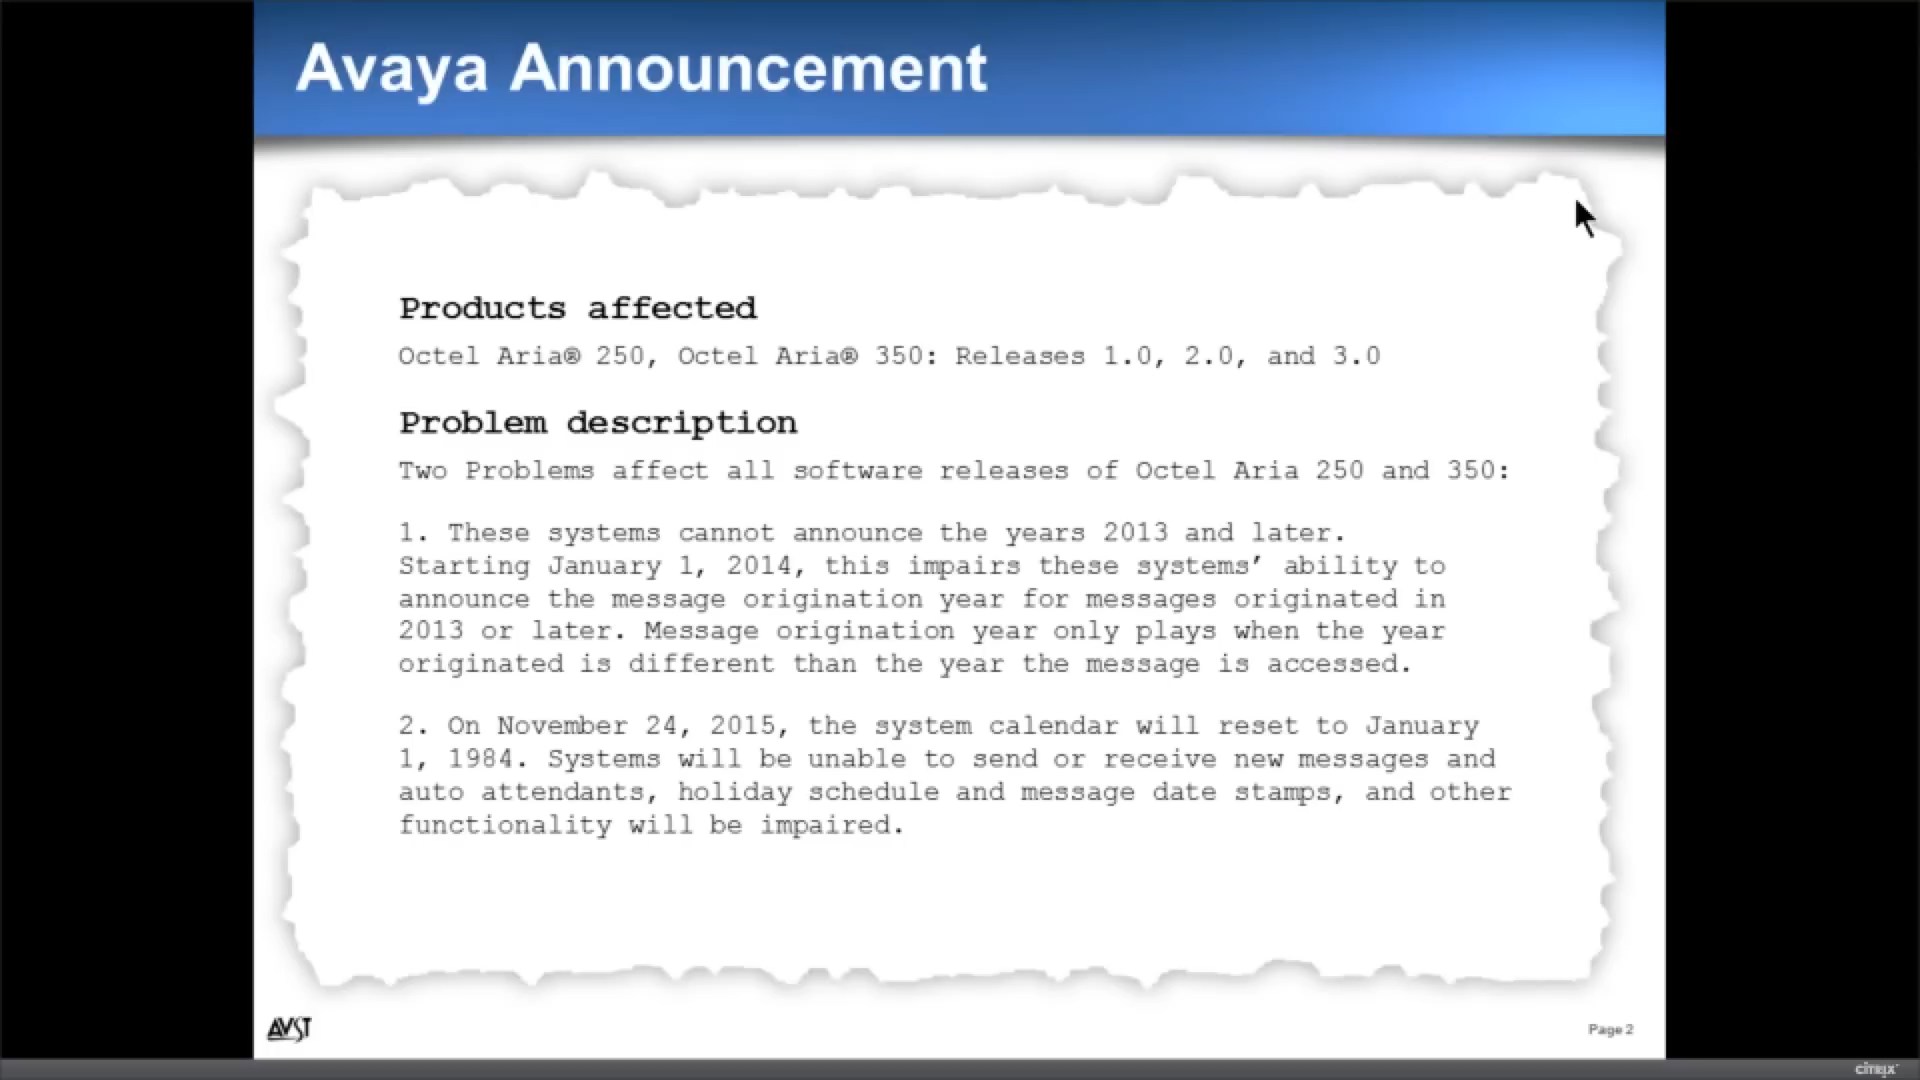 Avaya Announcement
Products affected
Octel Aria® 250, Octel Aria® 350: Releases 1.0, 2.0, and 3.0
Problem description
Two Problems affect all software releases of Octel Aria 250 and 350:
1. These systems cannot announce the years 2013 and later.
Starting January 1, 2014, this impairs these systems’ ability to
announce the message origination year for messages originated in
2013 or later. Message origination year only plays when the year
originated is different than the year the message is accessed.
2. On November 24, 2015, the system calendar will reset to January
1, 1984. Systems will be unable to send or receive new messages and
auto attendants, holiday schedule and message date stamps, and other
functionality will be impaired.
AVST
Page 2
citrix